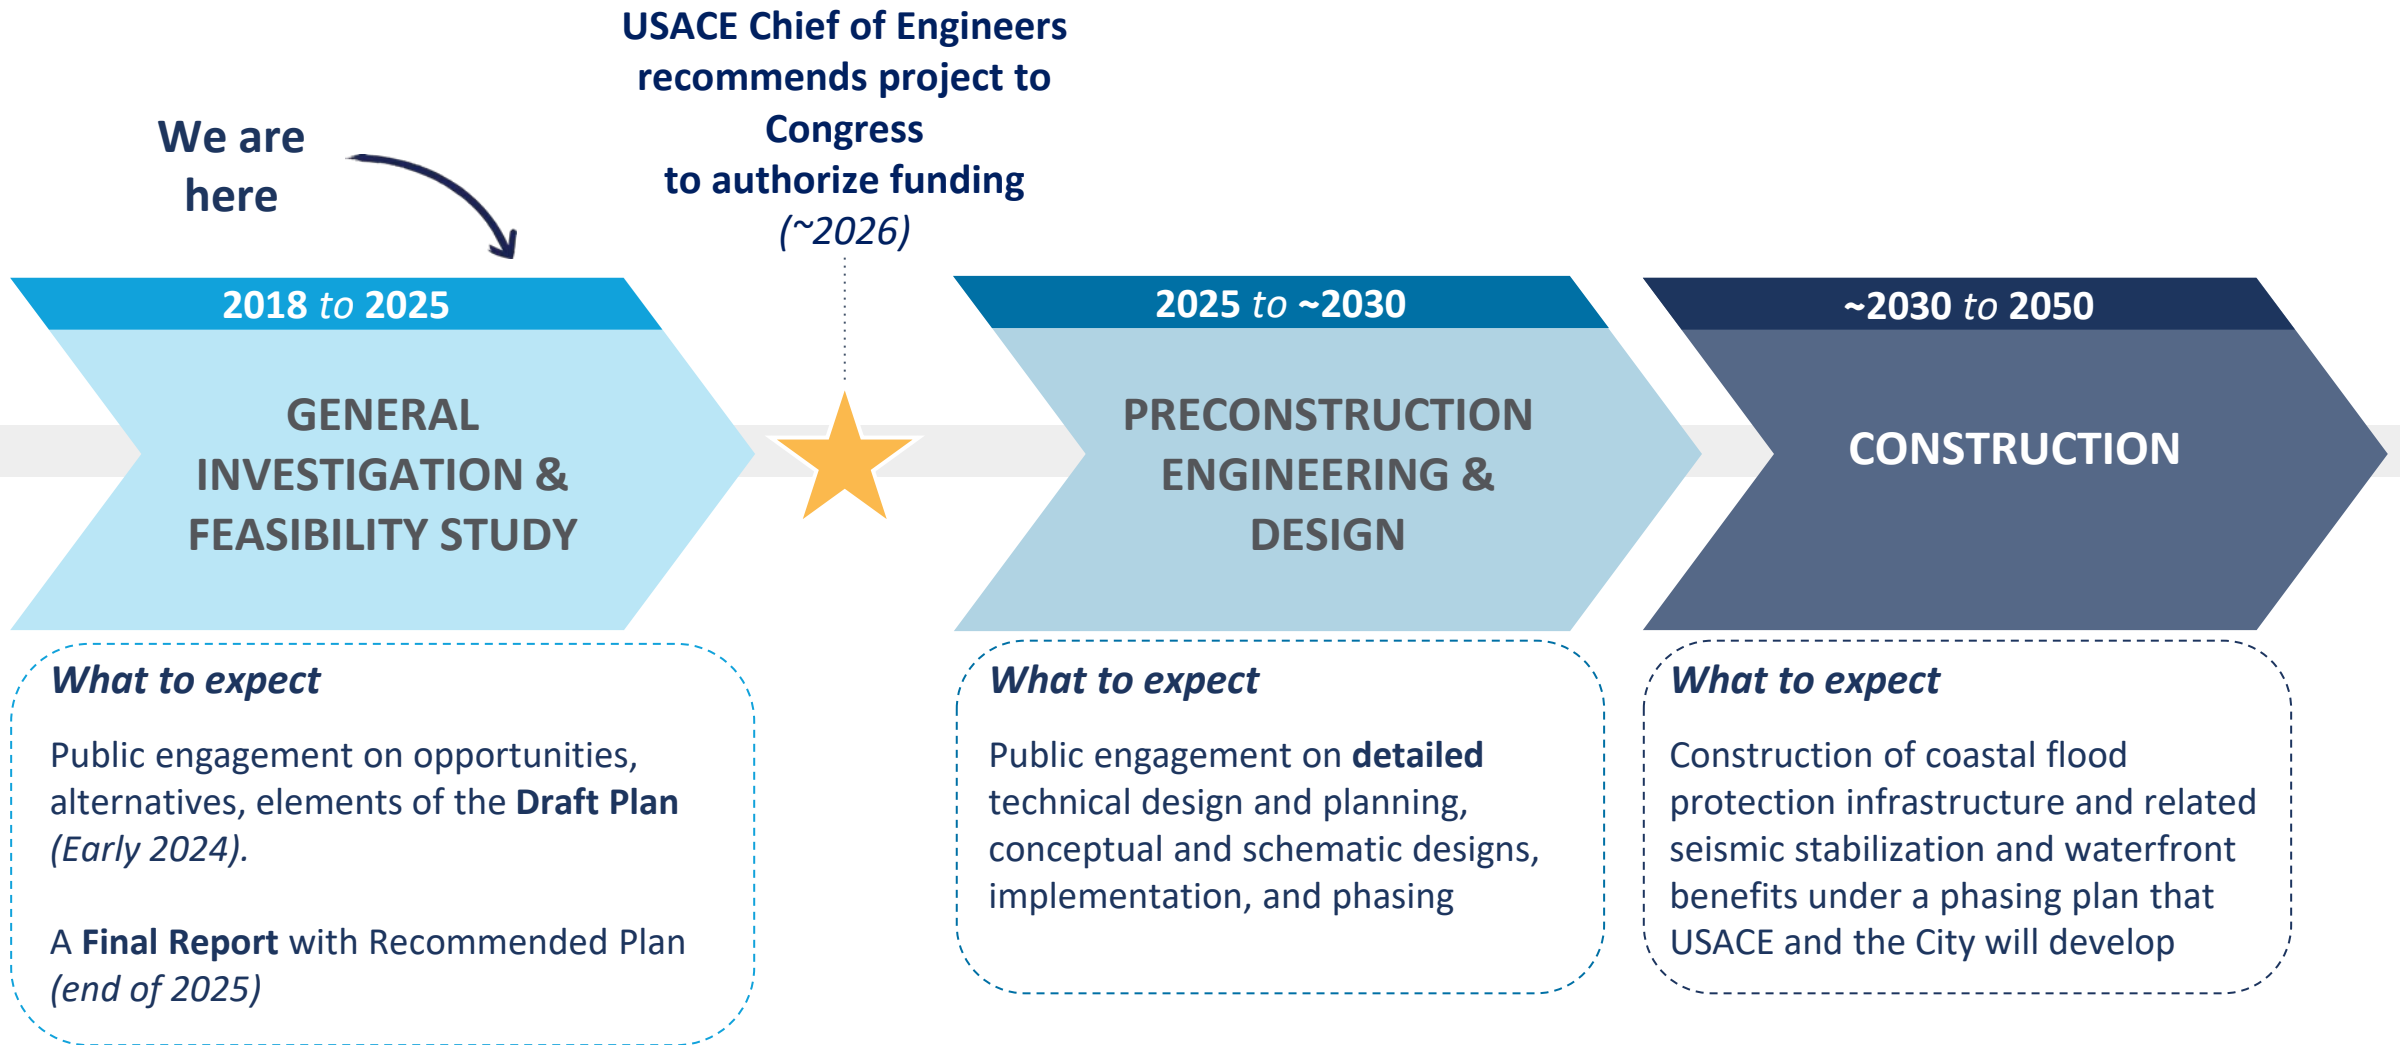 We are
here
USACE Chief of Engineers
recommends project to
Congress
to authorize funding
(~2026)
2018 to 2025
GENERAL
INVESTIGATION &
FEASIBILITY STUDY
What to expect
Public engagement on opportunities,
alternatives, elements of the Draft Plan
(Early 2024).
A Final Report with Recommended Plan
(end of 2025)
2025 to ~2030
PRECONSTRUCTION
ENGINEERING &
DESIGN
What to expect
Public engagement on detailed
technical design and planning,
conceptual and schematic designs,
implementation, and phasing
~2030 to 2050
CONSTRUCTION
What to expect
Construction of coastal flood
protection infrastructure and related
seismic stabilization and waterfront
benefits under a phasing plan that
USACE and the City will develop